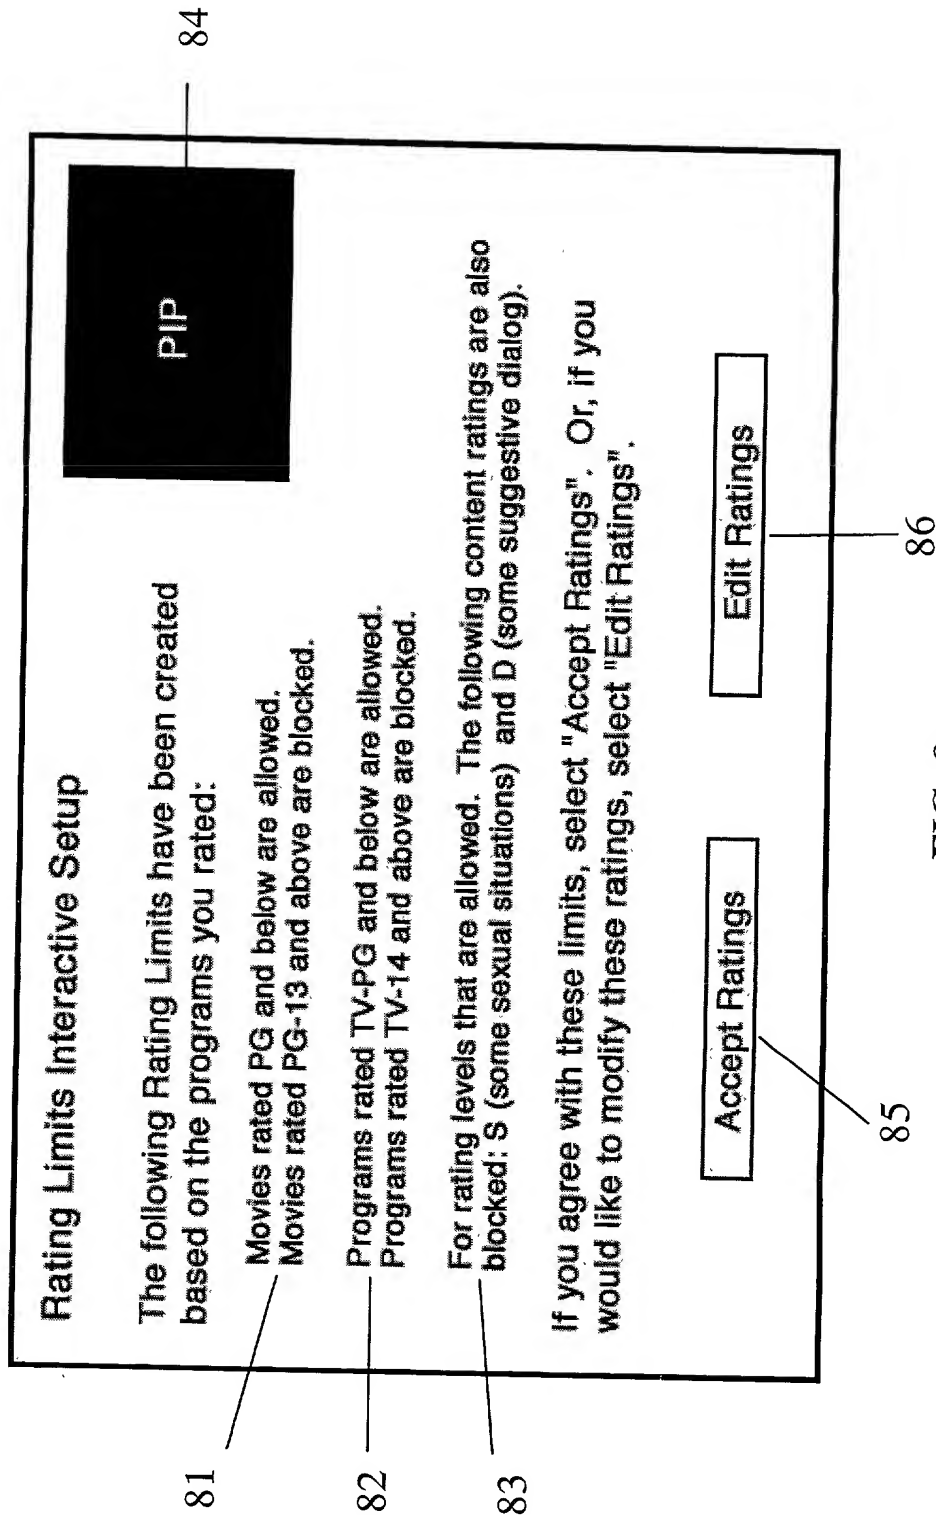 Rating Limits Interactive Setup
The following Rating Limits have been created
based on the programs you rated:
PIP
84
81
Movies rated PG and below are allowed.
Movies rated PG-13 and above are blocked.
82
Programs rated TV-PG and below are allowed.
Programs rated TV-14 and above are blocked.
83
For rating levels that are allowed. The following content ratings are also
blocked: S (some sexual situations) and D (some suggestive dialog).
If you agree with these limits, select "Accept Ratings". Or, if you
would like to modify these ratings, select "Edit Ratings".
Accept Ratings
Edit Ratings
85
86